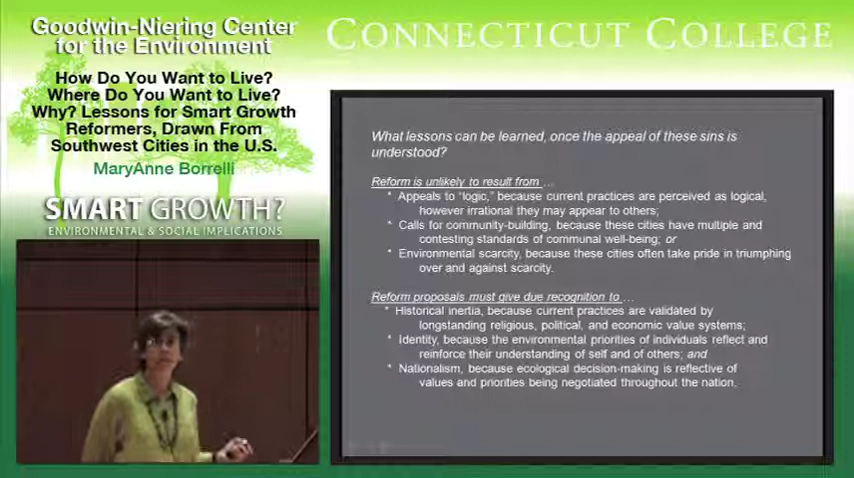 Goodwin-Niering Center
for the Environment
How Do You Want to Live?
Where Do You Want to Live?
Why? Lessons for Smart Growth
Reformers, Drawn From
Southwest Cities in the U.S.
MaryAnne Borrelli
SMART GROWTH?
ENVIRONMENTAL & SOCIAL IMPLICATIONS
CONNECTICUT COLLEGE
What lessons can be learned, once the appeal of these sins is
understood?
Reform is unlikely to result from ...
* Appeals to “logic,” because current practices are perceived as logical,
however irrational they may appear to others;
* Calls for community-building, because these cities have multiple and
contesting standards of communal well-being; or
* Environmental scarcity, because these cities often take pride in triumphing
over and against scarcity.
Reform proposals must give due recognition to ...
* Historical inertia, because current practices are validated by
longstanding religious, political, and economic value systems;
* Identity, because the environmental priorities of individuals reflect and
reinforce their understanding of self and of others; and
* Nationalism, because ecological decision-making is reflective of
values and priorities being negotiated throughout the nation.